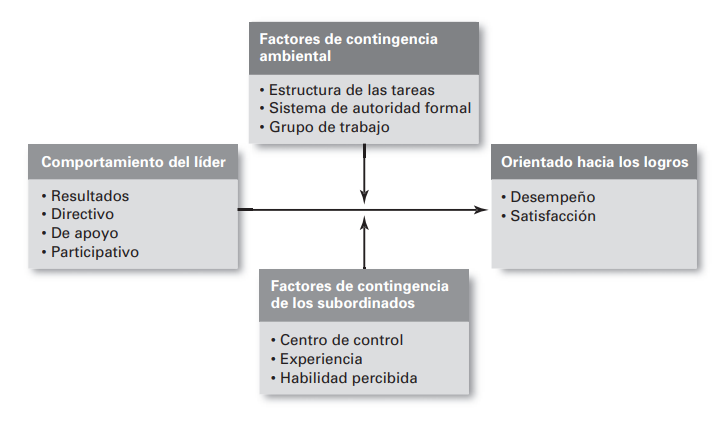 Factores de contingencia
ambiental
• Estructura de las tareas
• Sistema de autoridad formal
• Grupo de trabajo
Comportamiento del líder
• Resultados
• Directivo
• De apoyo
• Participativo
Orientado hacia los logros
• Desempeño
• Satisfacción
Factores de contingencia
de los subordinados
• Centro de control
• Experiencia
• Habilidad percibida